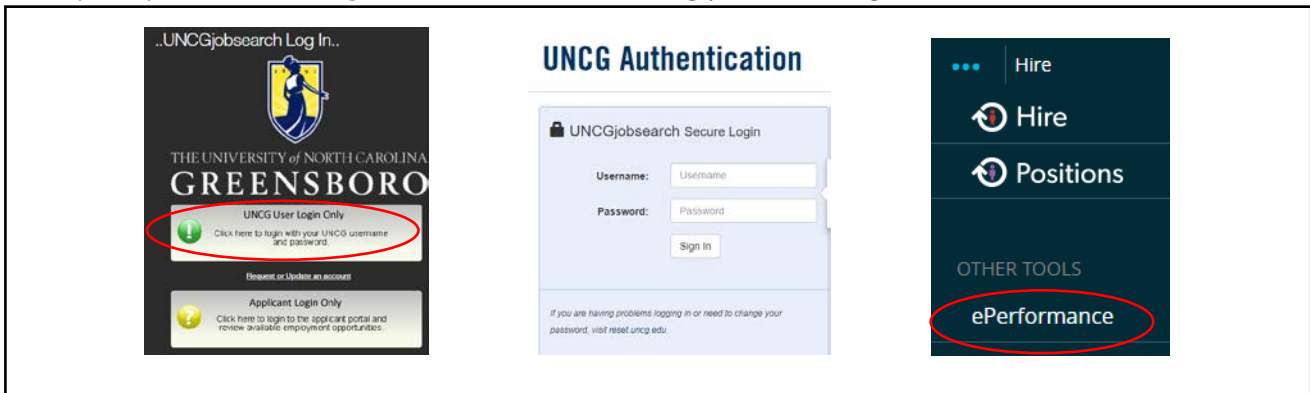 ..UNCGjobsearch Log In..
THE UNIVERSITY of NORTH CAROLINA
GREENSBORO
UNCG User Login Only
Click here to login with your UNCG username
and password.
Request or Update an account
Applicant Login Only
Click here to login to the applicant portal and
review available employment opportunities.
UNCG Authentication
UNCGjobsearch Secure Login
Username:
Username
Password:
Password
Sign In
If you are having problems logging in or need to change your
password, visit reset.uncg.edu.
Hire
Hire
Positions
OTHER TOOLS
ePerformance